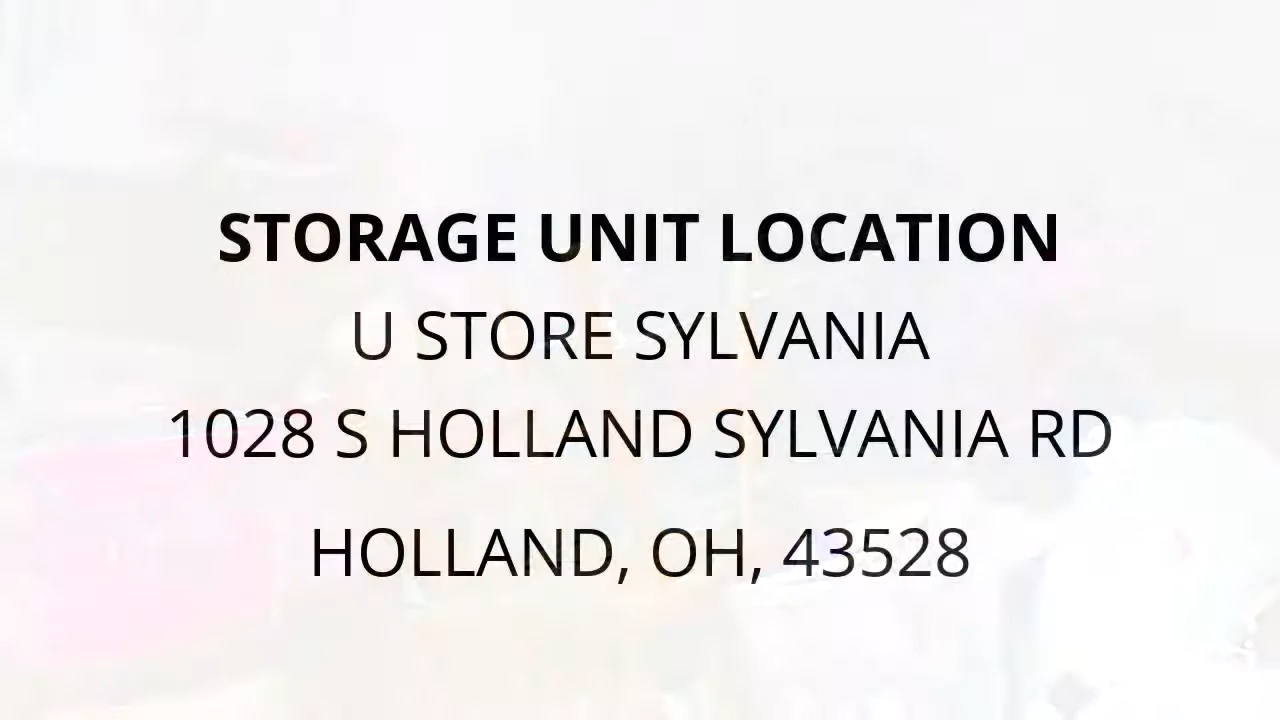 STORAGE UNIT LOCATION
U STORE SYLVANIA
1028 S HOLLAND SYLVANIA RD
HOLLAND, OH, 43528